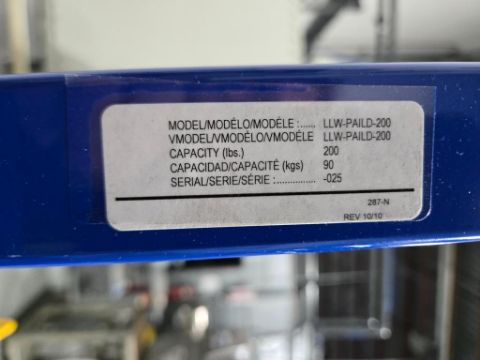 MODEL/MODÉLO/MODÈLE :..... LLW-PAILD-200
VMODEL/VMODÉLO/VMODÈLE LLW-PAILD-200
CAPACITY (lbs.) 200
CAPACIDAD/CAPACITÉ (kgs) 90
SERIAL/SERIE/SÉRIE :............... -025
287-N
REV 10/10